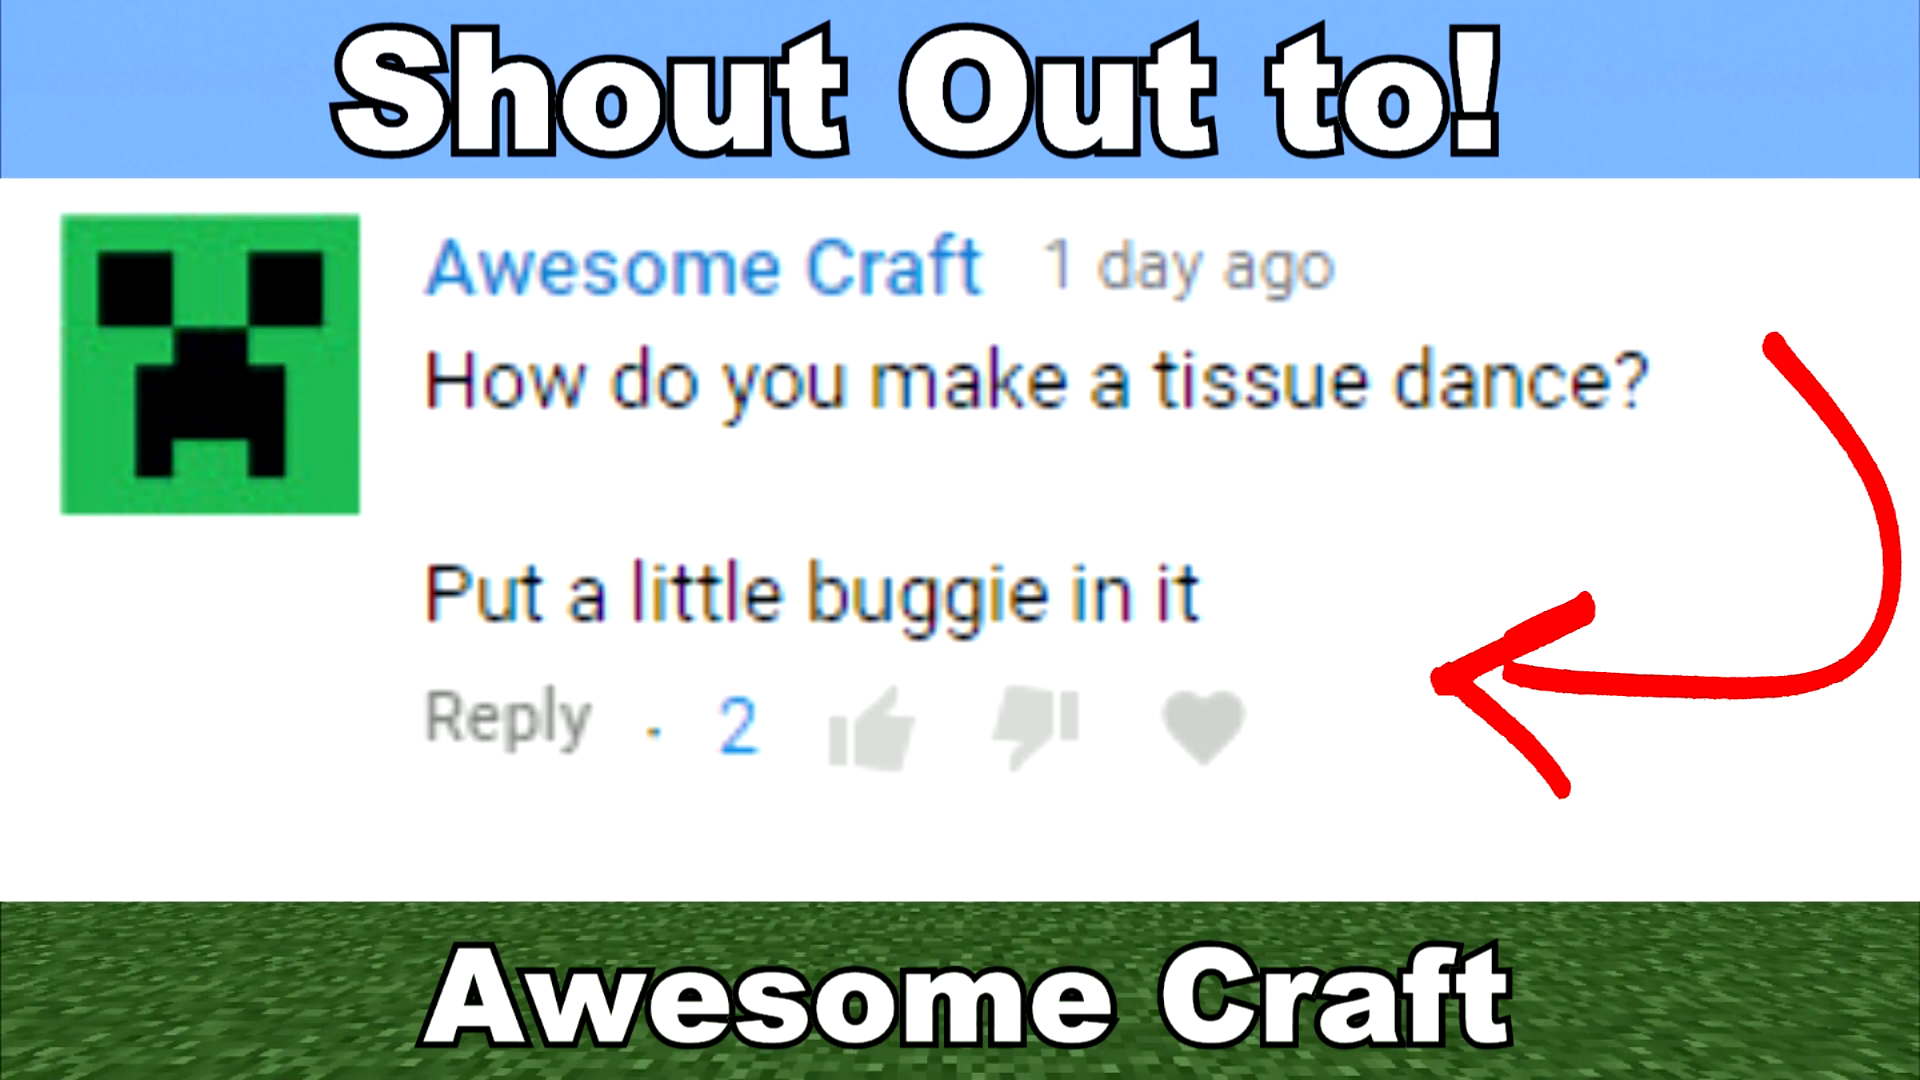 Shout Out to!
Awesome Craft 1 day ago
How do you make a tissue dance?
Put a little buggie in it
Reply · 2
Awesome Craft